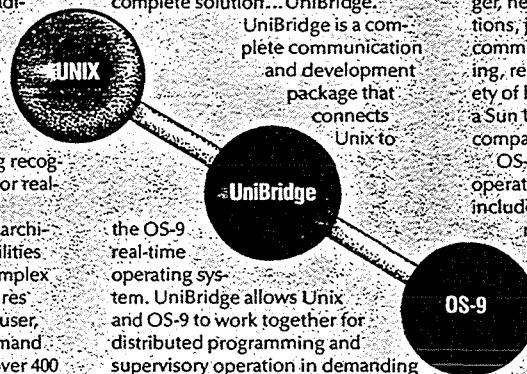 complete solution...UniBridge.
UniBridge is a com-
plete communication
and development
package that
connects
Unix to
the OS-9
real-time
operating sys-
tem. UniBridge allows Unix
and OS-9 to work together for
distributed programming and
supervisory operation in demanding
UNIX
UniBridge
OS-9
recog-
or real-
archi-
ilities
mplex
res
user,
mand
over 400
ger, ne
tions, 
comm
ing, re
ety of
a Sun
compa
OS-
operat
include